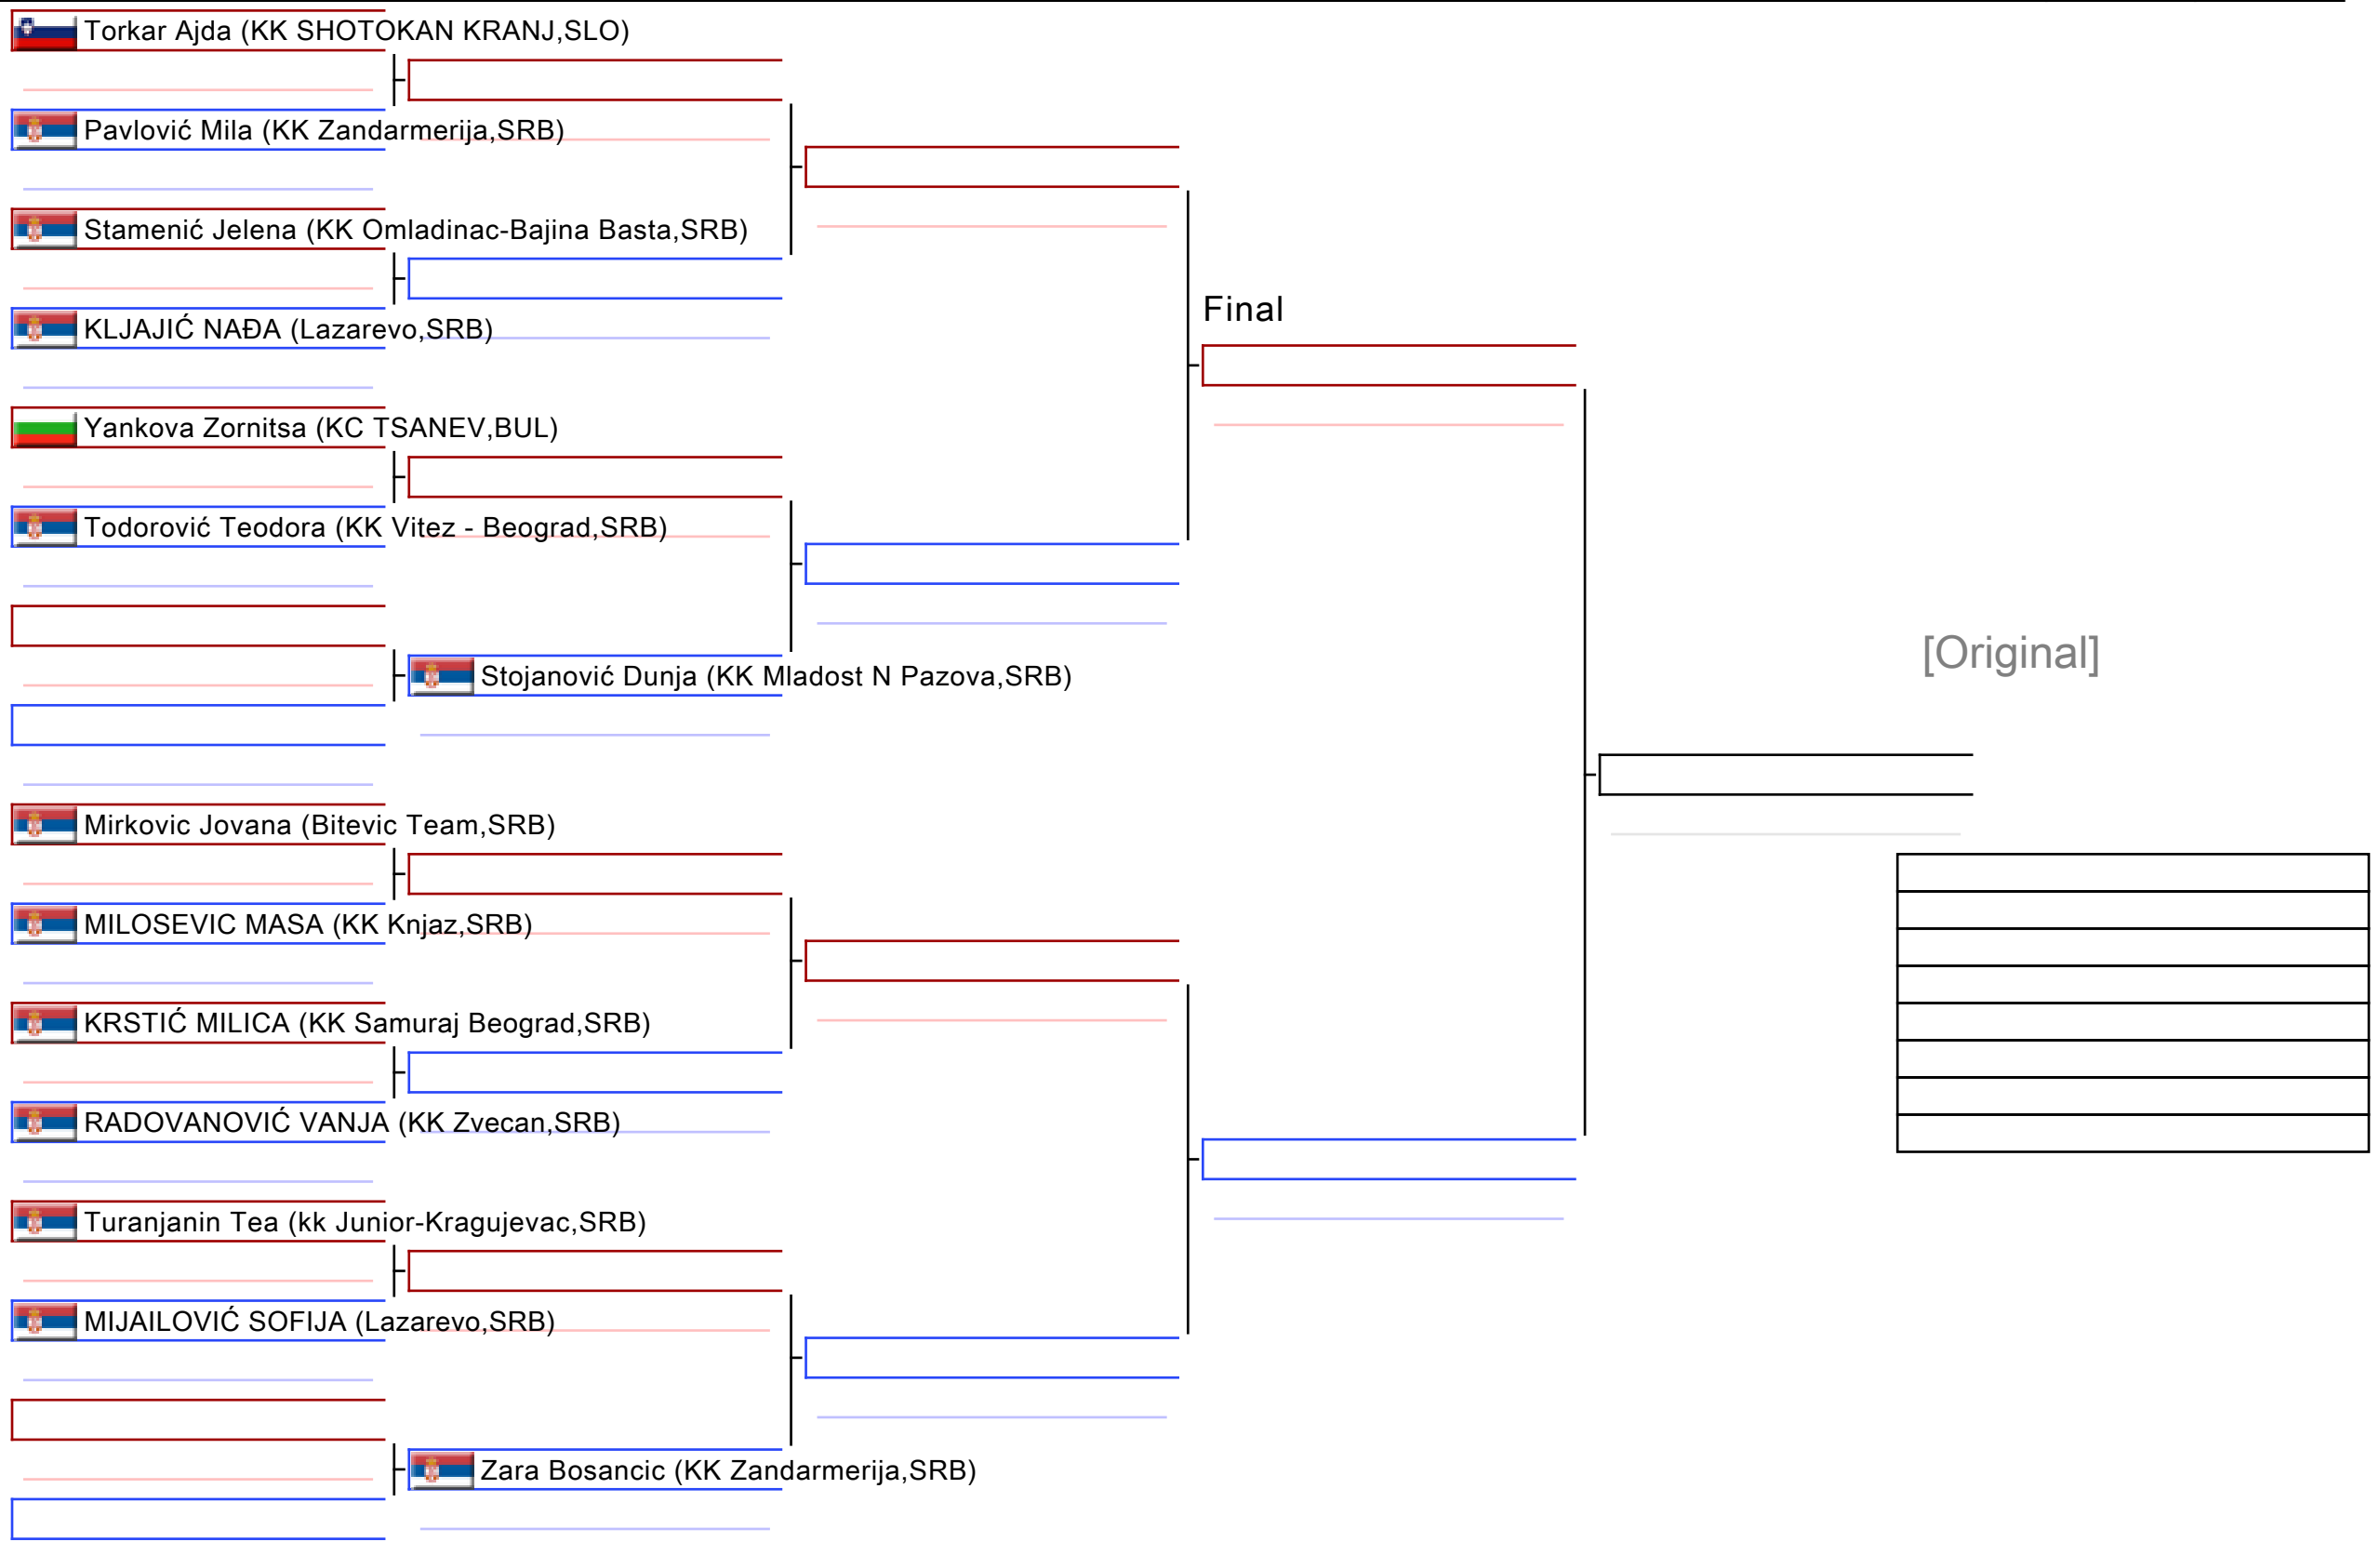 Torkar Ajda (KK SHOTOKAN KRANJ,SLO)
Pavlović Mila (KK Zandarmerija,SRB)
Stamenić Jelena (KK Omladinac-Bajina Basta,SRB)
Final
KLJAJIĆ NAĐA (Lazarevo,SRB)
Yankova Zornitsa (KC TSANEV,BUL)
Todorović Teodora (KK Vitez - Beograd,SRB)
[Original]
Stojanović Dunja (KK Mladost N Pazova,SRB)
Mirkovic Jovana (Bitevic Team,SRB)
MILOSEVIC MASA (KK Knjaz,SRB)
KRSTIĆ MILICA (KK Samuraj Beograd,SRB)
RADOVANOVIĆ VANJA (KK Zvecan,SRB)
Turanjanin Tea (kk Junior-Kragujevac,SRB)
MIJAILOVIĆ SOFIJA (Lazarevo,SRB)
Zara Bosancic (KK Zandarmerija,SRB)